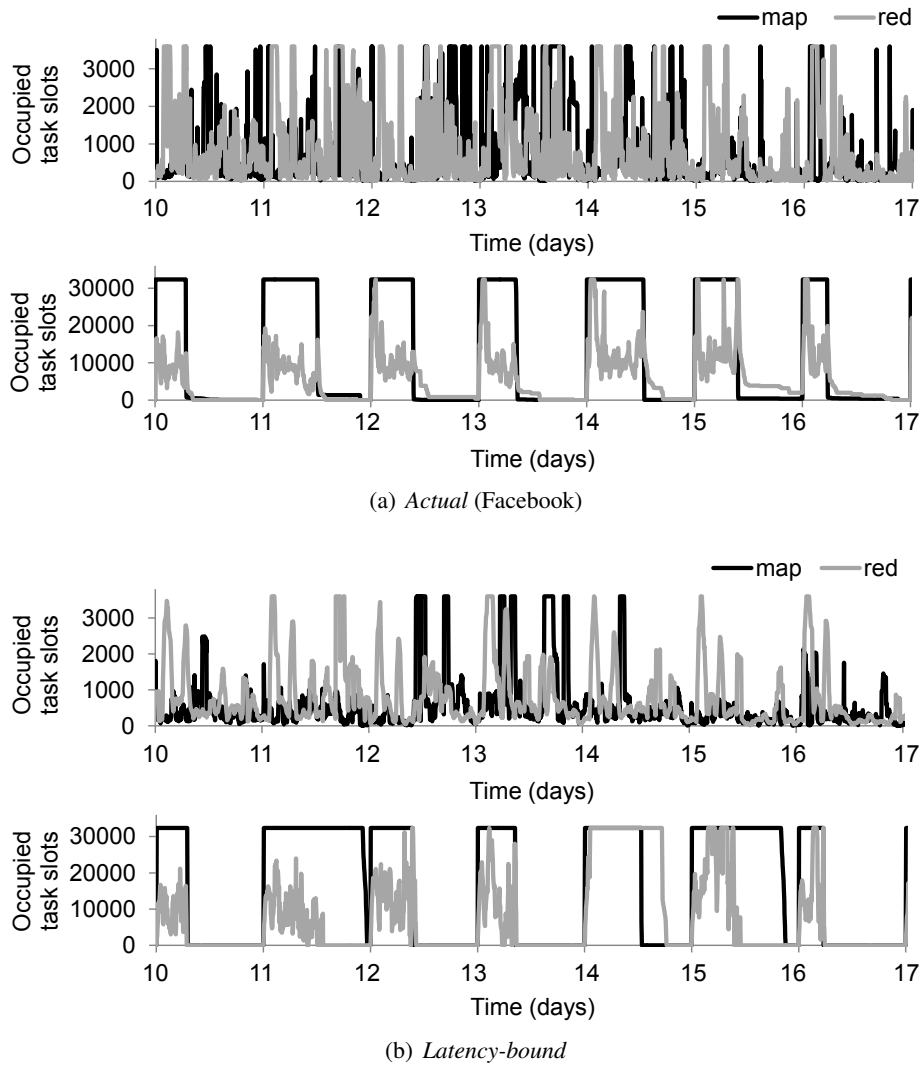 map red
Occupied
task slots
3000
2000
1000
0
10 11 12 13 14 15 16 17
Time (days)
Occupied
task slots
30000
20000
10000
0
10 11 12 13 14 15 16 17
Time (days)
(a) Actual (Facebook)
map red
Occupied
task slots
3000
2000
1000
0
10 11 12 13 14 15 16 17
Time (days)
Occupied
task slots
30000
20000
10000
0
10 11 12 13 14 15 16 17
Time (days)
(b) Latency-bound